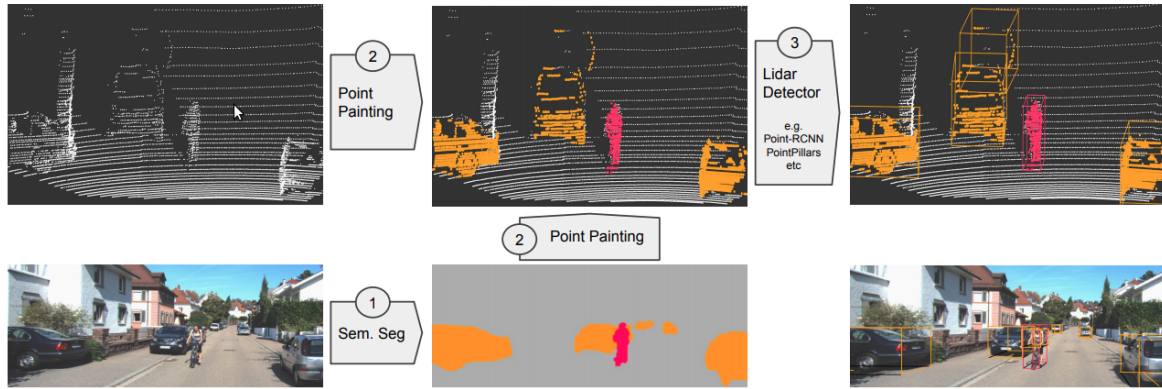 2
Point
Painting
3
Lidar
Detector
e.g.
Point-RCNN
PointPillars
etc
2 Point Painting
1
Sem. Seg